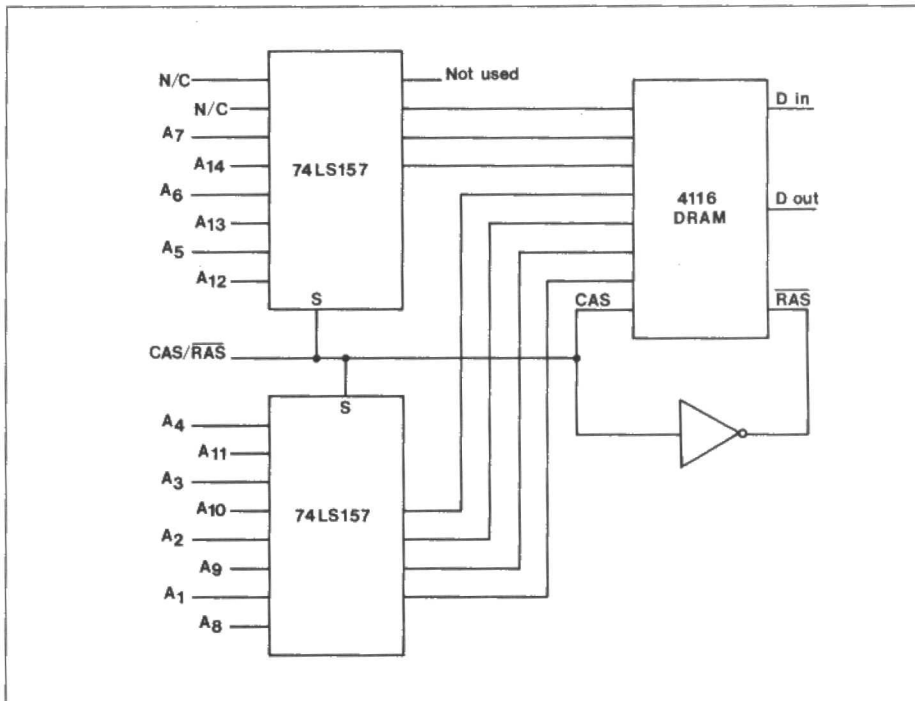 N/C
Not used
N/C
A7
A14
A6
A13
A5
A12
74LS157
S
4116
DRAM
D in
D out
CAS
RAS
CAS/RAS
S
A4
A11
A3
A10
A2
A9
A1
A8
74LS157